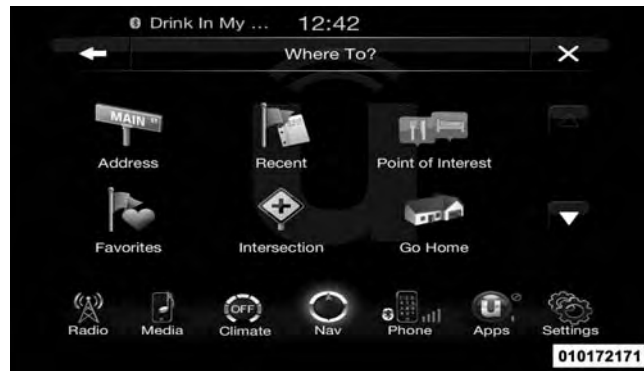 Drink In My ... 12:42
Where To?
MAIN ST
Address Recent Point of Interest
Favorites Intersection Go Home
OFF
Radio Media Climate Nav Phone Apps Settings
010172171